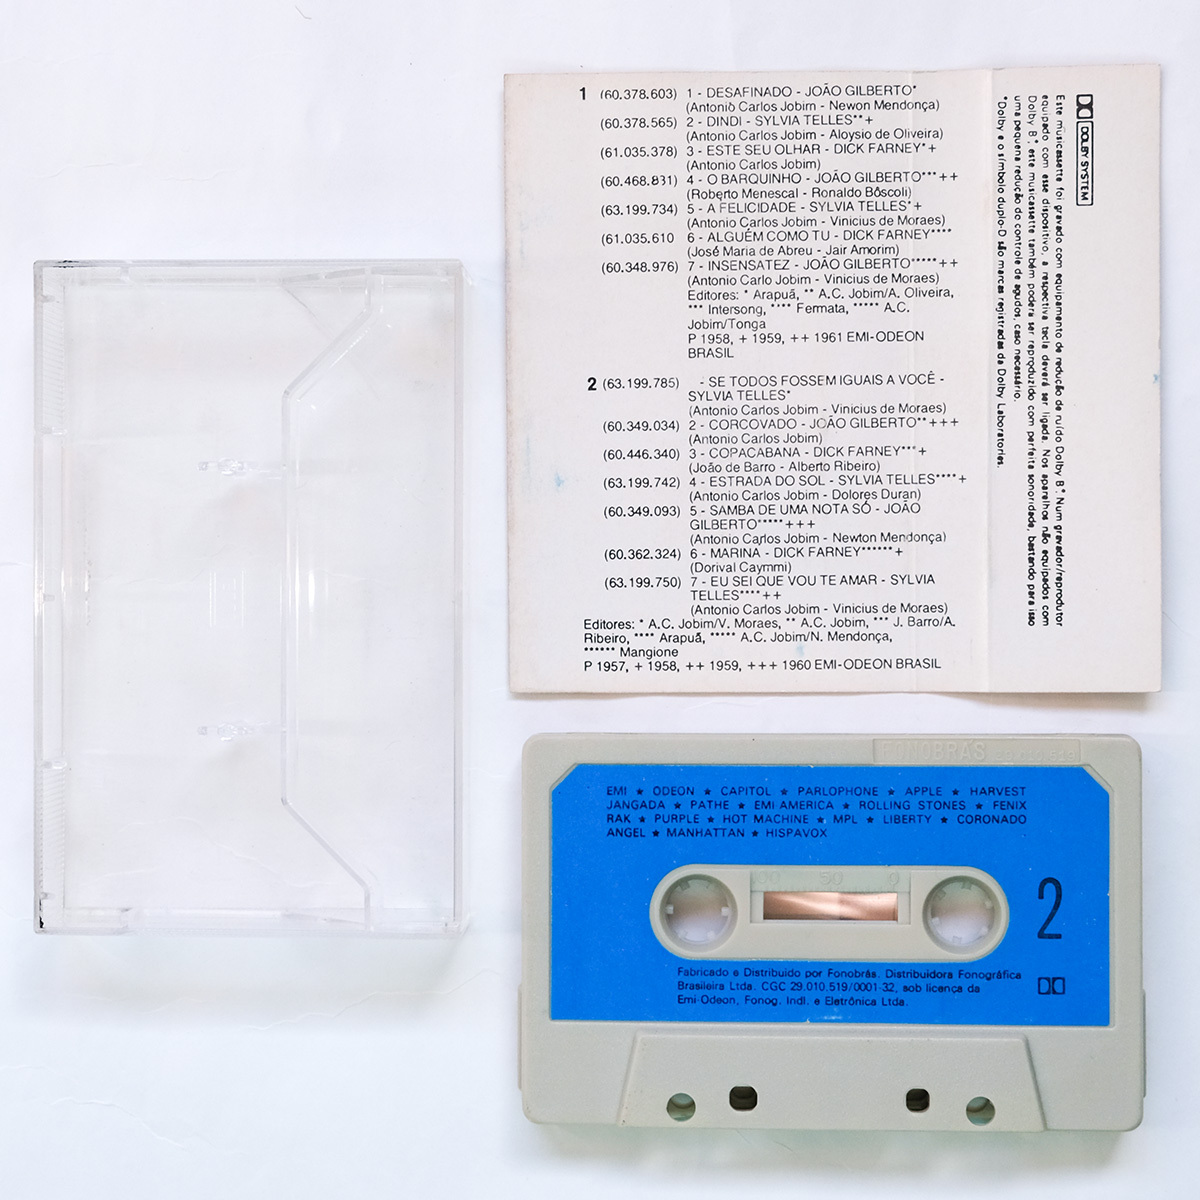 1 (60.378.603) 1 - DESAFINADO - JOÃO GILBERTO*
(Antonio Carlos Jobim - Newon Mendonça)
(60.378.565) 2 - DINDI - SYLVIA TELLES**+
(Antonio Carlos Jobim - Aloysio de Oliveira)
(61.035.378) 3 - ESTE SEU OLHAR - DICK FARNEY*+
(Antonio Carlos Jobim)
(60.468.831) 4 - O BARQUINHO - JOÃO GILBERTO***++
(Roberto Menescal - Ronaldo Bôscoli)
(63.199.734) 5 - A FELICIDADE - SYLVIA TELLES*+
(Antonio Carlos Jobim - Vinicius de Moraes)
(61.035.610 6 - ALGUÉM COMO TU - DICK FARNEY****
(José Maria de Abreu - Jair Amorim)
(60.348.976) 7 - INSENSATEZ - JOÃO GILBERTO*****++
(Antonio Carlo Jobim - Vinicius de Moraes)
Editores: * Arapuã, ** A.C. Jobim/A. Oliveira,
*** Intersong, **** Fermata, ***** A.C.
Jobim/Tonga
P 1958, + 1959, ++ 1961 EMI-ODEON
BRASIL
2 (63.199.785) - SE TODOS FOSSEM IGUAIS A VOCÊ -
SYLVIA TELLES*
(Antonio Carlos Jobim - Vinicius de Moraes)
(60.349.034) 2 - CORCOVADO - JOÃO GILBERTO**+++
(Antonio Carlos Jobim)
(60.446.340) 3 - COPACABANA - DICK FARNEY***+
(João de Barro - Alberto Ribeiro)
(63.199.742) 4 - ESTRADA DO SOL - SYLVIA TELLES****+
(Antonio Carlos Jobim - Dolores Duran)
(60.349.093) 5 - SAMBA DE UMA NOTA SÓ - JOÃO
GILBERTO*****+++
(Antonio Carlos Jobim - Newton Mendonça)
(60.362.324) 6 - MARINA - DICK FARNEY******+
(Dorival Caymmi)
(63.199.750) 7 - EU SEI QUE VOU TE AMAR - SYLVIA
TELLES****++
(Antonio Carlos Jobim - Vinicius de Moraes)
Editores: * A.C. Jobim/V. Moraes, ** A.C. Jobim, *** J. Barro/A.
Ribeiro, **** Arapuã, ***** A.C. Jobim/N. Mendonça,
****** Mangione
P 1957, + 1958, ++ 1959, +++ 1960 EMI-ODEON BRASIL
DOLBY SYSTEM
Este musicassette foi gravado com equipamento de redução de ruído Dolby B*. Num gravador/reprodutor
equipado com esse dispositivo, a respectiva tecla deverá ser ligada. Nos aparelhos não equipados com
Dolby B*, este musicassette também poderá ser reproduzido com perfeita sonoridade, bastando para isso
uma pequena redução do controle de agudos, caso necessário.
*Dolby e o símbolo duplo-D são marcas registradas da Dolby Laboratories.
FONOBRÁS
EMI ★ ODEON ★ CAPITOL ★ PARLOPHONE ★ APPLE ★ HARVEST
JANGADA ★ PATHE ★ EMI-AMERICA ★ ROLLING STONES ★ FENIX
RAK ★ PURPLE ★ HOT MACHINE ★ MPL ★ LIBERTY ★ CORONADO
ANGEL ★ MANHATTAN ★ HISPAVOX
100 50 0
2
Fabricado e Distribuido por Fonobrás. Distribuidora Fonográfica
Brasileira Ltda. CGC 29.010.519/0001-32, sob licença da
Emi-Odeon, Fonog. Indl. e Eletrônica Ltda.